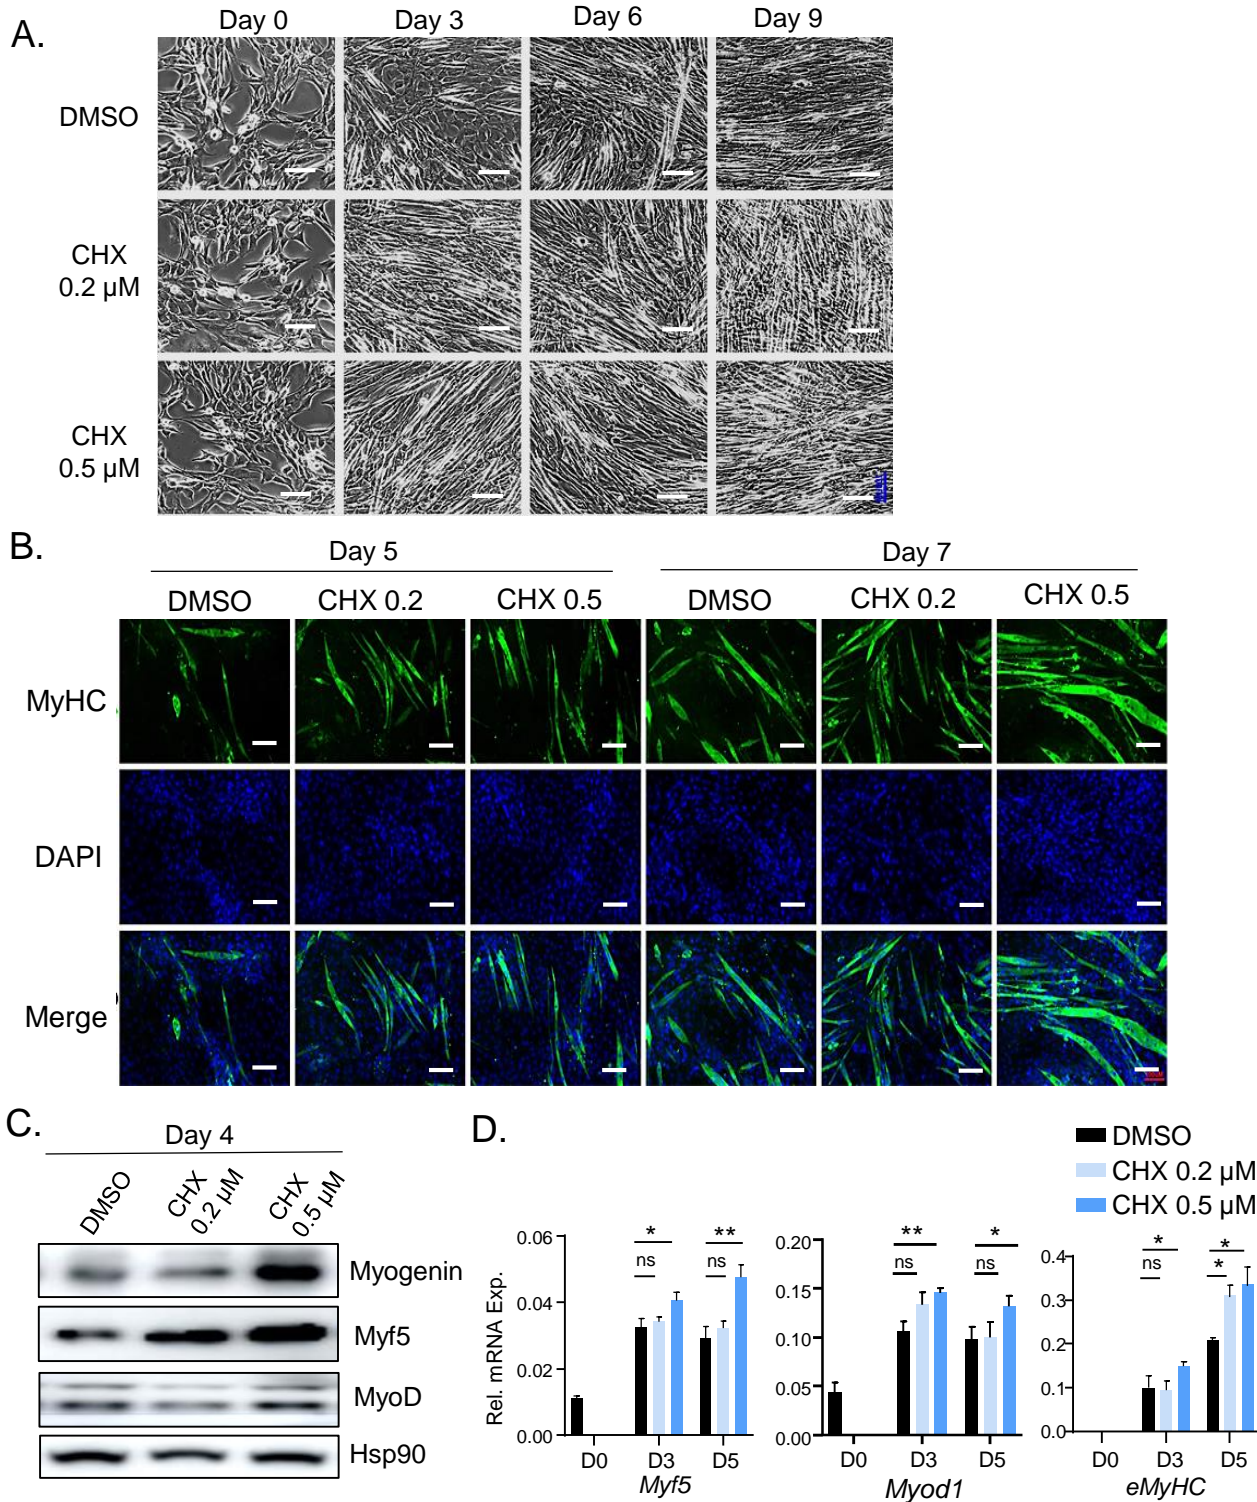 A.
Day 0 Day 3 Day 6 Day 9
DMSO
CHX
0.2 µM
CHX
0.5 µM
B.
Day 5 Day 7
DMSO CHX 0.2 CHX 0.5 DMSO CHX 0.2 CHX 0.5
MyHC
DAPI
Merge
C.
Day 4
DMSO
CHX
0.2 µM
CHX
0.5 µM
Myogenin
Myf5
MyoD
Hsp90
D.
DMSO
CHX 0.2 µM
CHX 0.5 µM
Rel. mRNA Exp.
0.06
0.04
0.02
0.00
* **
ns ns
D0 D3 D5
Myf5
0.20
0.15
0.10
0.05
0.00
** *
ns ns
D0 D3 D5
Myod1
0.4
0.3
0.2
0.1
0.0
* *
ns *
D0 D3 D5
eMyHC